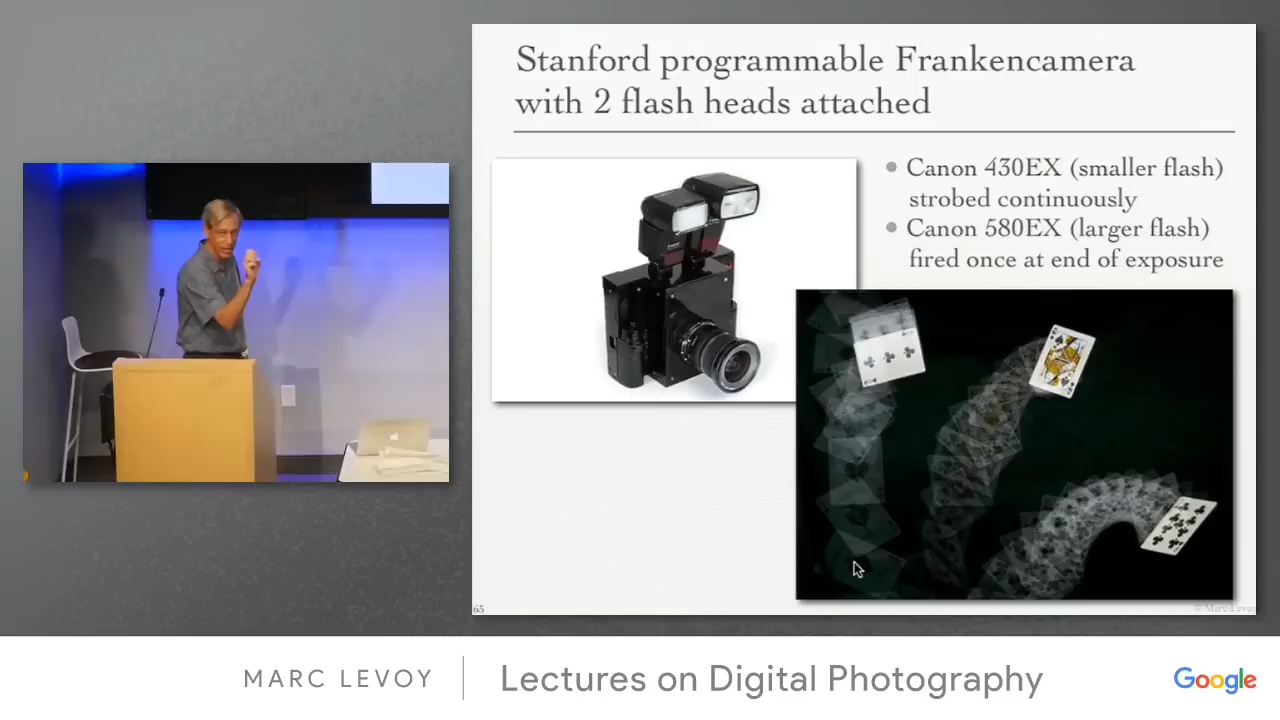 Stanford programmable Frankencamera
with 2 flash heads attached
Canon 430EX (smaller flash)
strobed continuously
Canon 580EX (larger flash)
fired once at end of exposure
65
© Marc Levoy
MARC LEVOY
Lectures on Digital Photography
Google